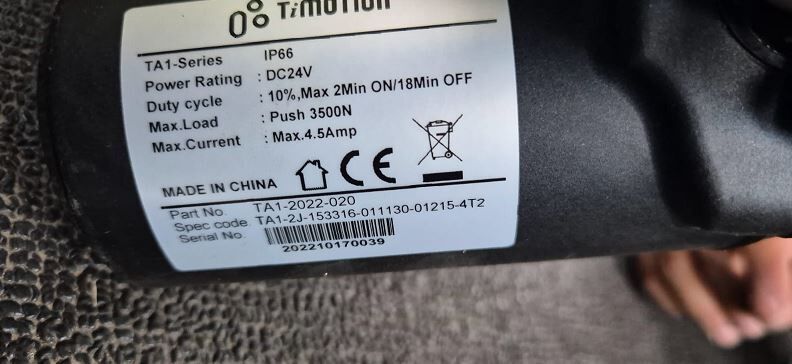 TiMOTION
TA1-Series IP66
Power Rating : DC24V
Duty cycle : 10%,Max 2Min ON/18Min OFF
Max.Load : Push 3500N
Max.Current : Max.4.5Amp
MADE IN CHINA CE
Part No. TA1-2022-020
Spec code. TA1-2J-153316-011130-01215-4T2
Serial No.
202210170039